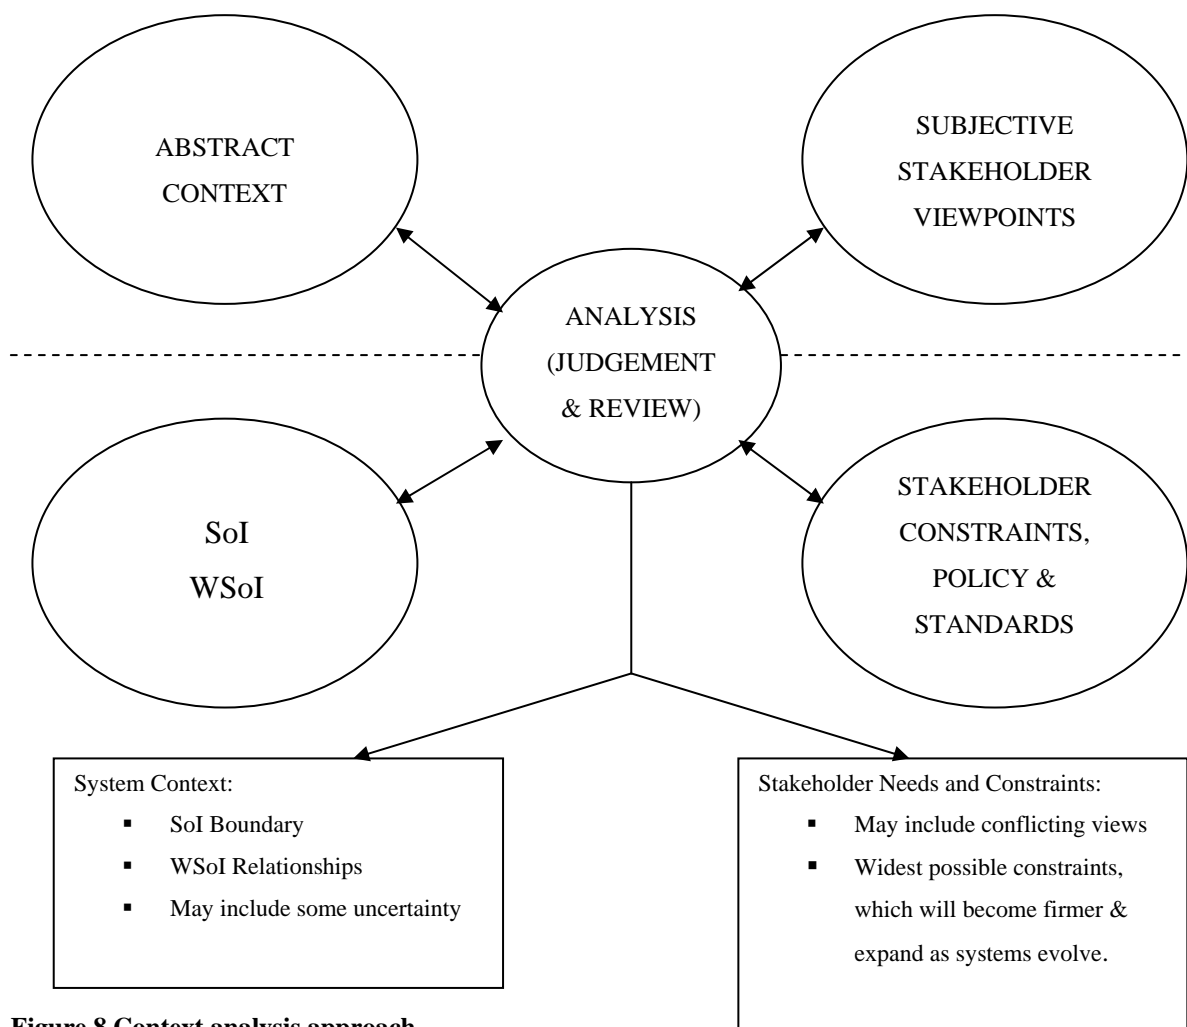 ABSTRACT
CONTEXT
SUBJECTIVE
STAKEHOLDER
VIEWPOINTS
ANALYSIS
(JUDGEMENT
& REVIEW)
SoI
WSoI
STAKEHOLDER
CONSTRAINTS,
POLICY &
STANDARDS
System Context:
▪ SoI Boundary
▪ WSoI Relationships
▪ May include some uncertainty
Stakeholder Needs and Constraints:
▪ May include conflicting views
▪ Widest possible constraints,
which will become firmer &
expand as systems evolve.
Figure 8 Context analysis approach